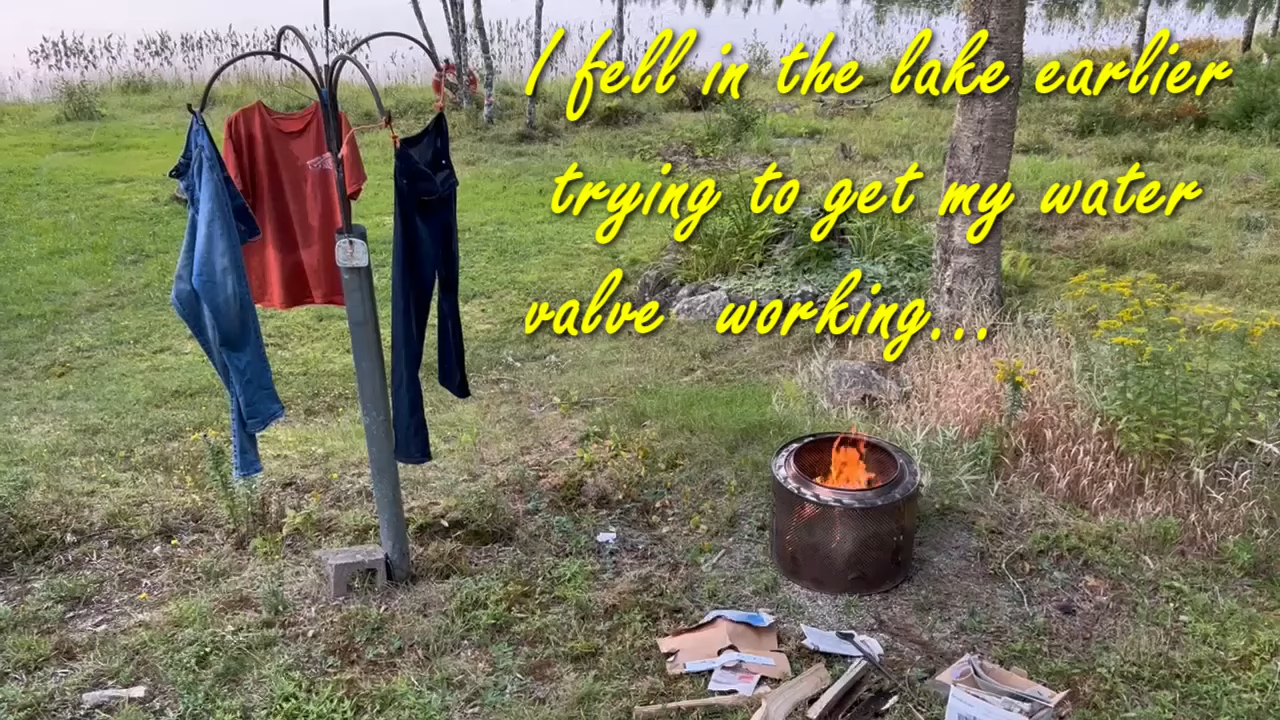 I fell in the lake earlier
trying to get my water
valve working...